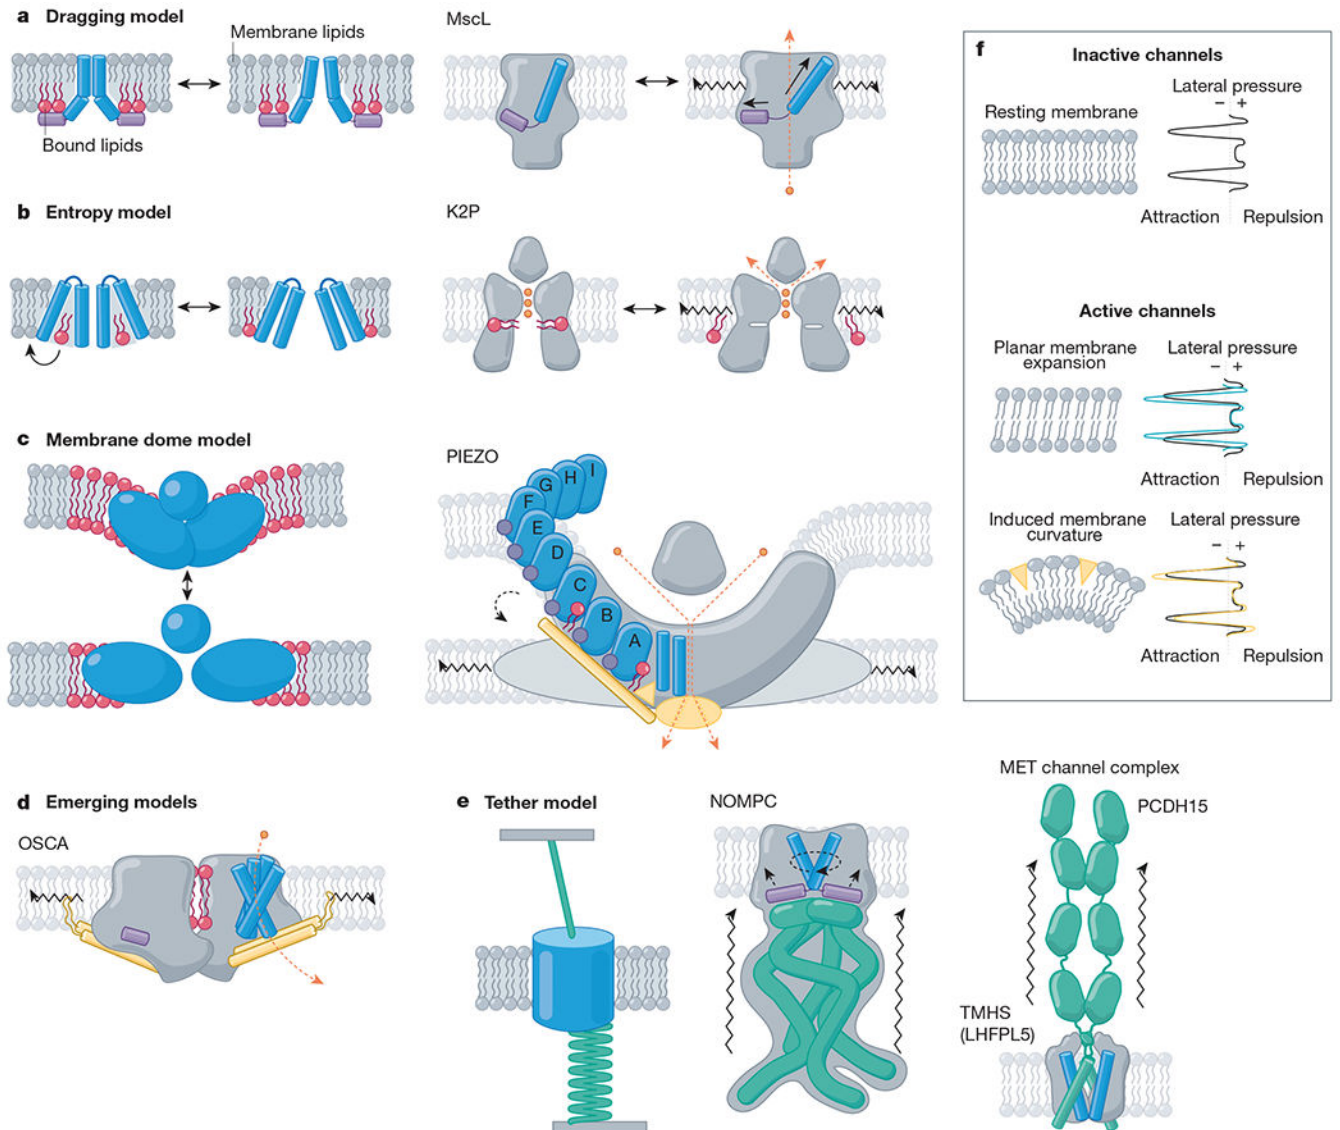 a Dragging model
Membrane lipids
Bound lipids
MscL
b Entropy model
K2P
c Membrane dome model
PIEZO
I
H
G
F
E
D
C
B
A
d Emerging models
OSCA
e Tether model
NOMPC
MET channel complex
PCDH15
TMHS
(LHFPL5)
f
Inactive channels
Lateral pressure
− +
Resting membrane
Attraction Repulsion
Active channels
Planar membrane
expansion
Lateral pressure
− +
Attraction Repulsion
Induced membrane
curvature
Lateral pressure
− +
Attraction Repulsion